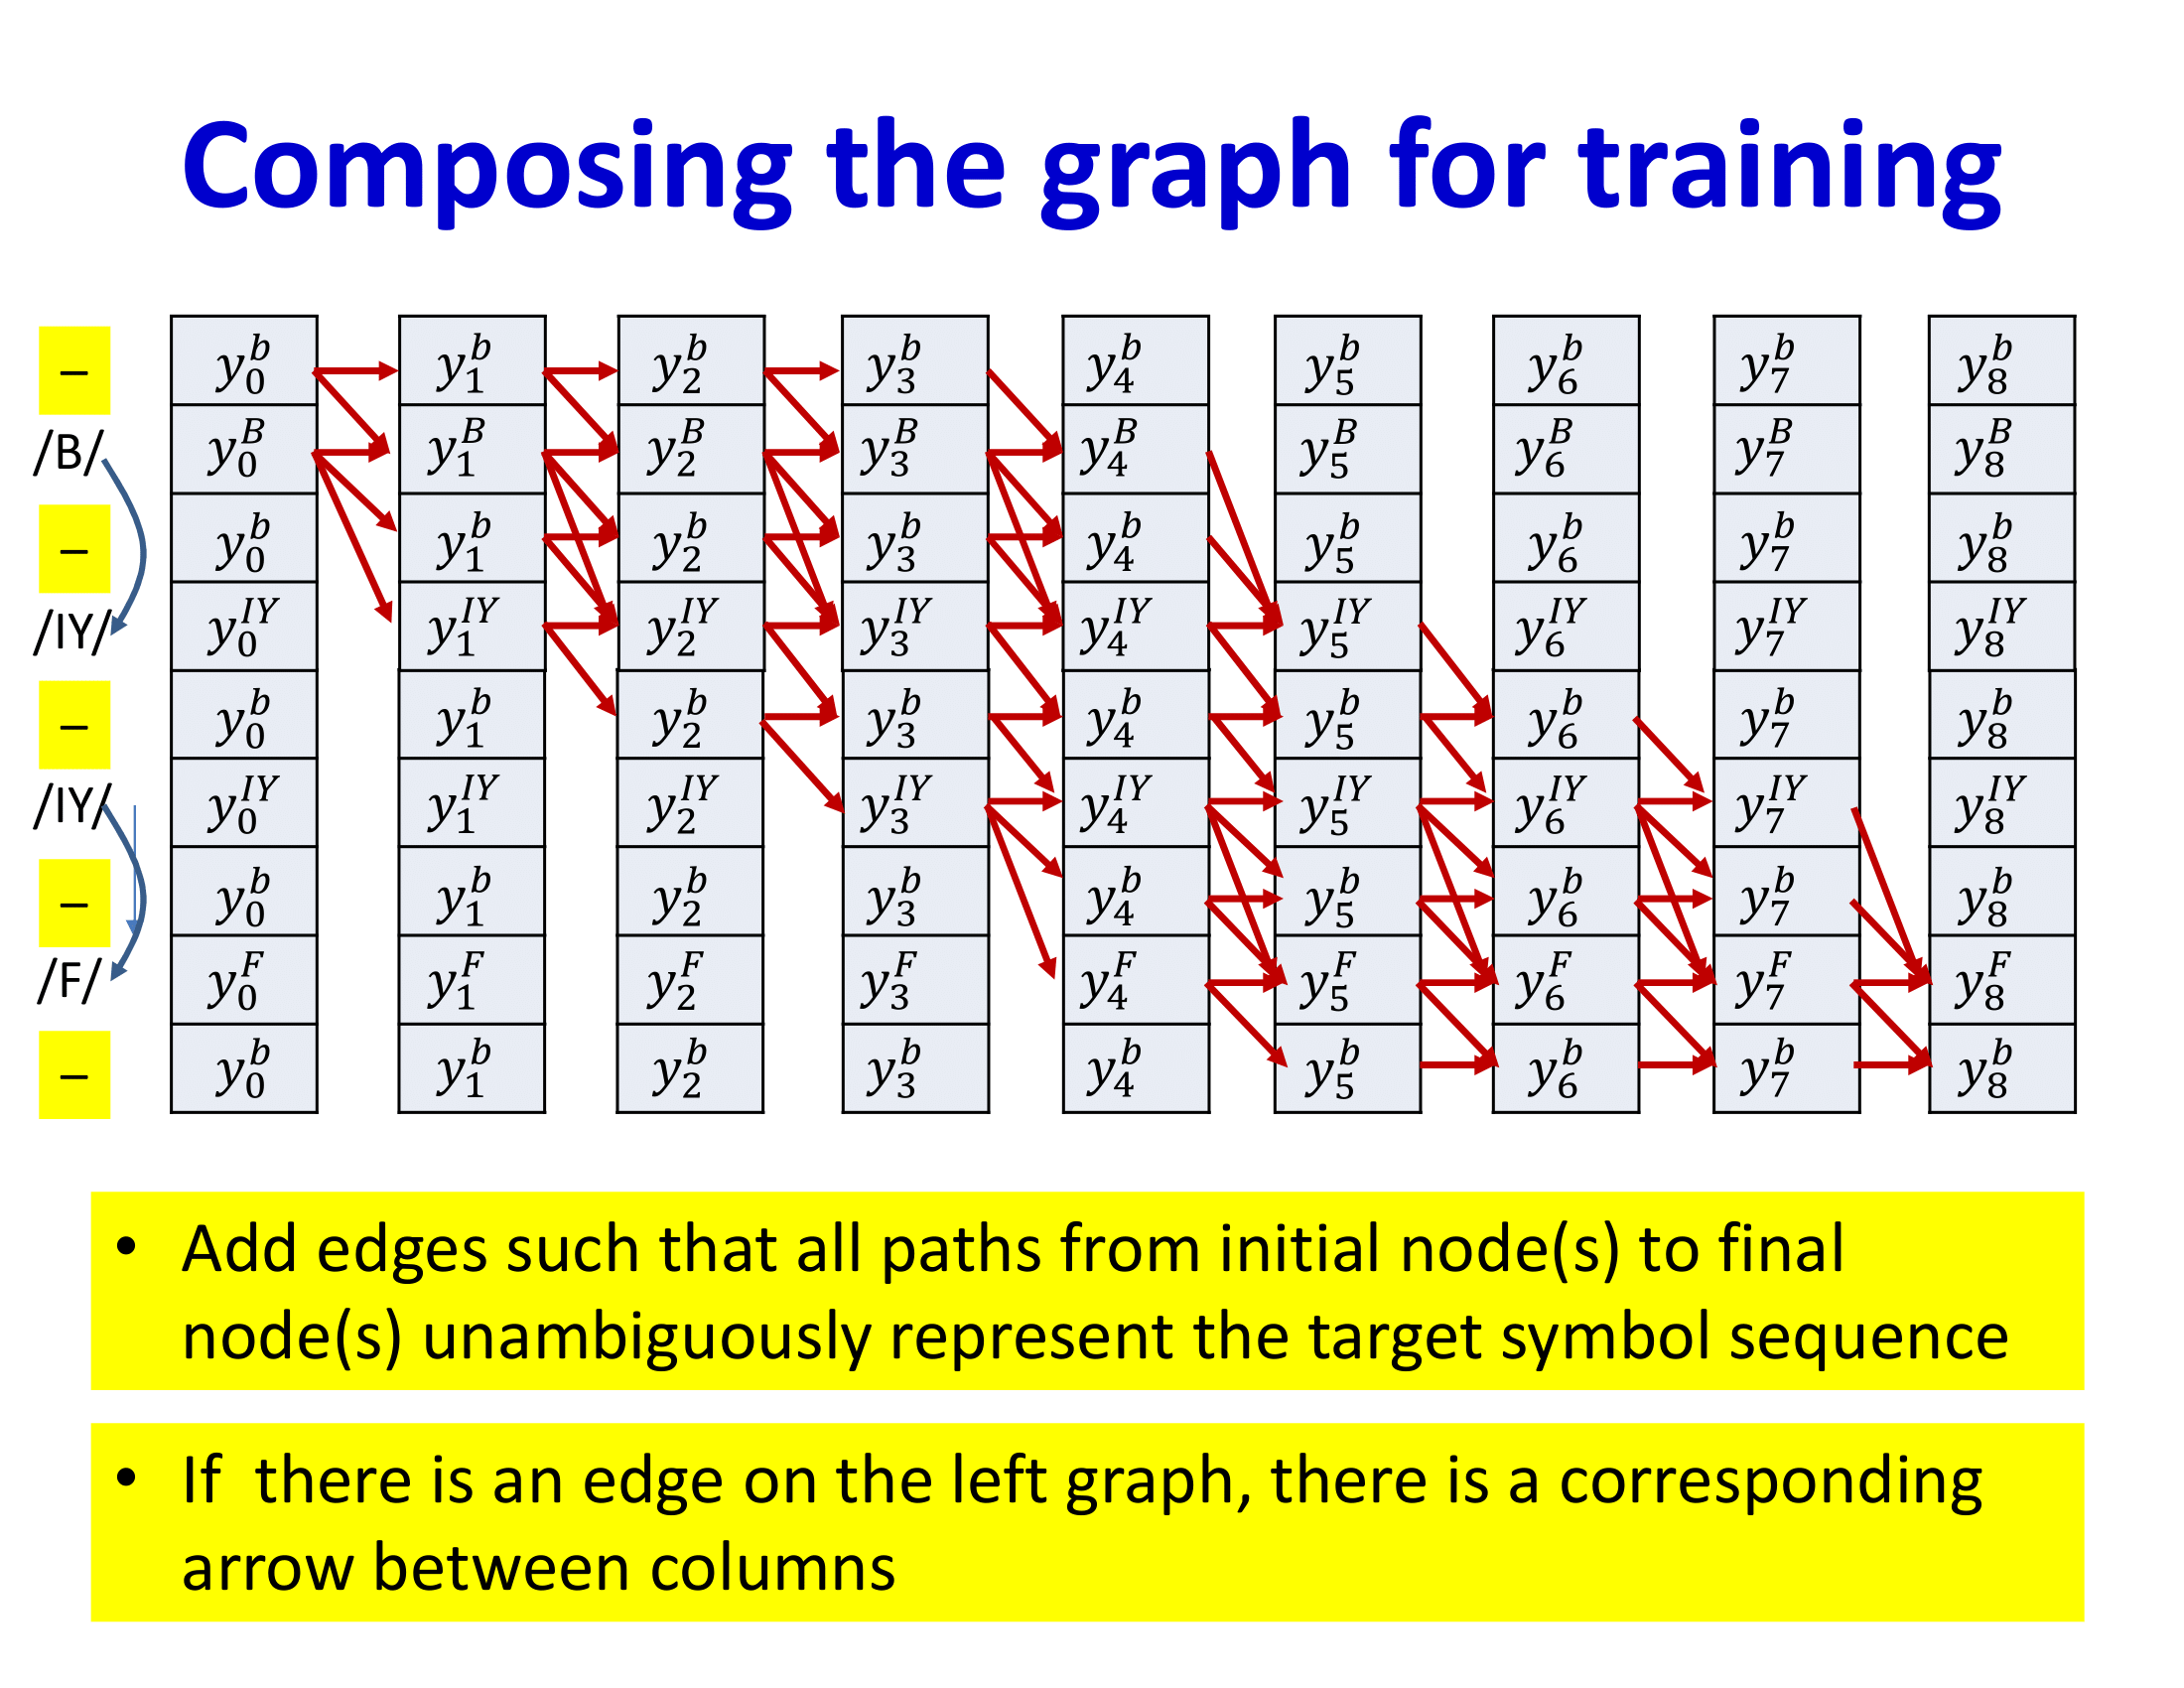 Composing the graph for training
– y_0^b y_1^b y_2^b y_3^b y_4^b y_5^b y_6^b y_7^b y_8^b
/B/ y_0^B y_1^B y_2^B y_3^B y_4^B y_5^B y_6^B y_7^B y_8^B
– y_0^b y_1^b y_2^b y_3^b y_4^b y_5^b y_6^b y_7^b y_8^b
/IY/ y_0^{IY} y_1^{IY} y_2^{IY} y_3^{IY} y_4^{IY} y_5^{IY} y_6^{IY} y_7^{IY} y_8^{IY}
– y_0^b y_1^b y_2^b y_3^b y_4^b y_5^b y_6^b y_7^b y_8^b
/IY/ y_0^{IY} y_1^{IY} y_2^{IY} y_3^{IY} y_4^{IY} y_5^{IY} y_6^{IY} y_7^{IY} y_8^{IY}
– y_0^b y_1^b y_2^b y_3^b y_4^b y_5^b y_6^b y_7^b y_8^b
/F/ y_0^F y_1^F y_2^F y_3^F y_4^F y_5^F y_6^F y_7^F y_8^F
– y_0^b y_1^b y_2^b y_3^b y_4^b y_5^b y_6^b y_7^b y_8^b
• Add edges such that all paths from initial node(s) to final
node(s) unambiguously represent the target symbol sequence
• If there is an edge on the left graph, there is a corresponding
arrow between columns